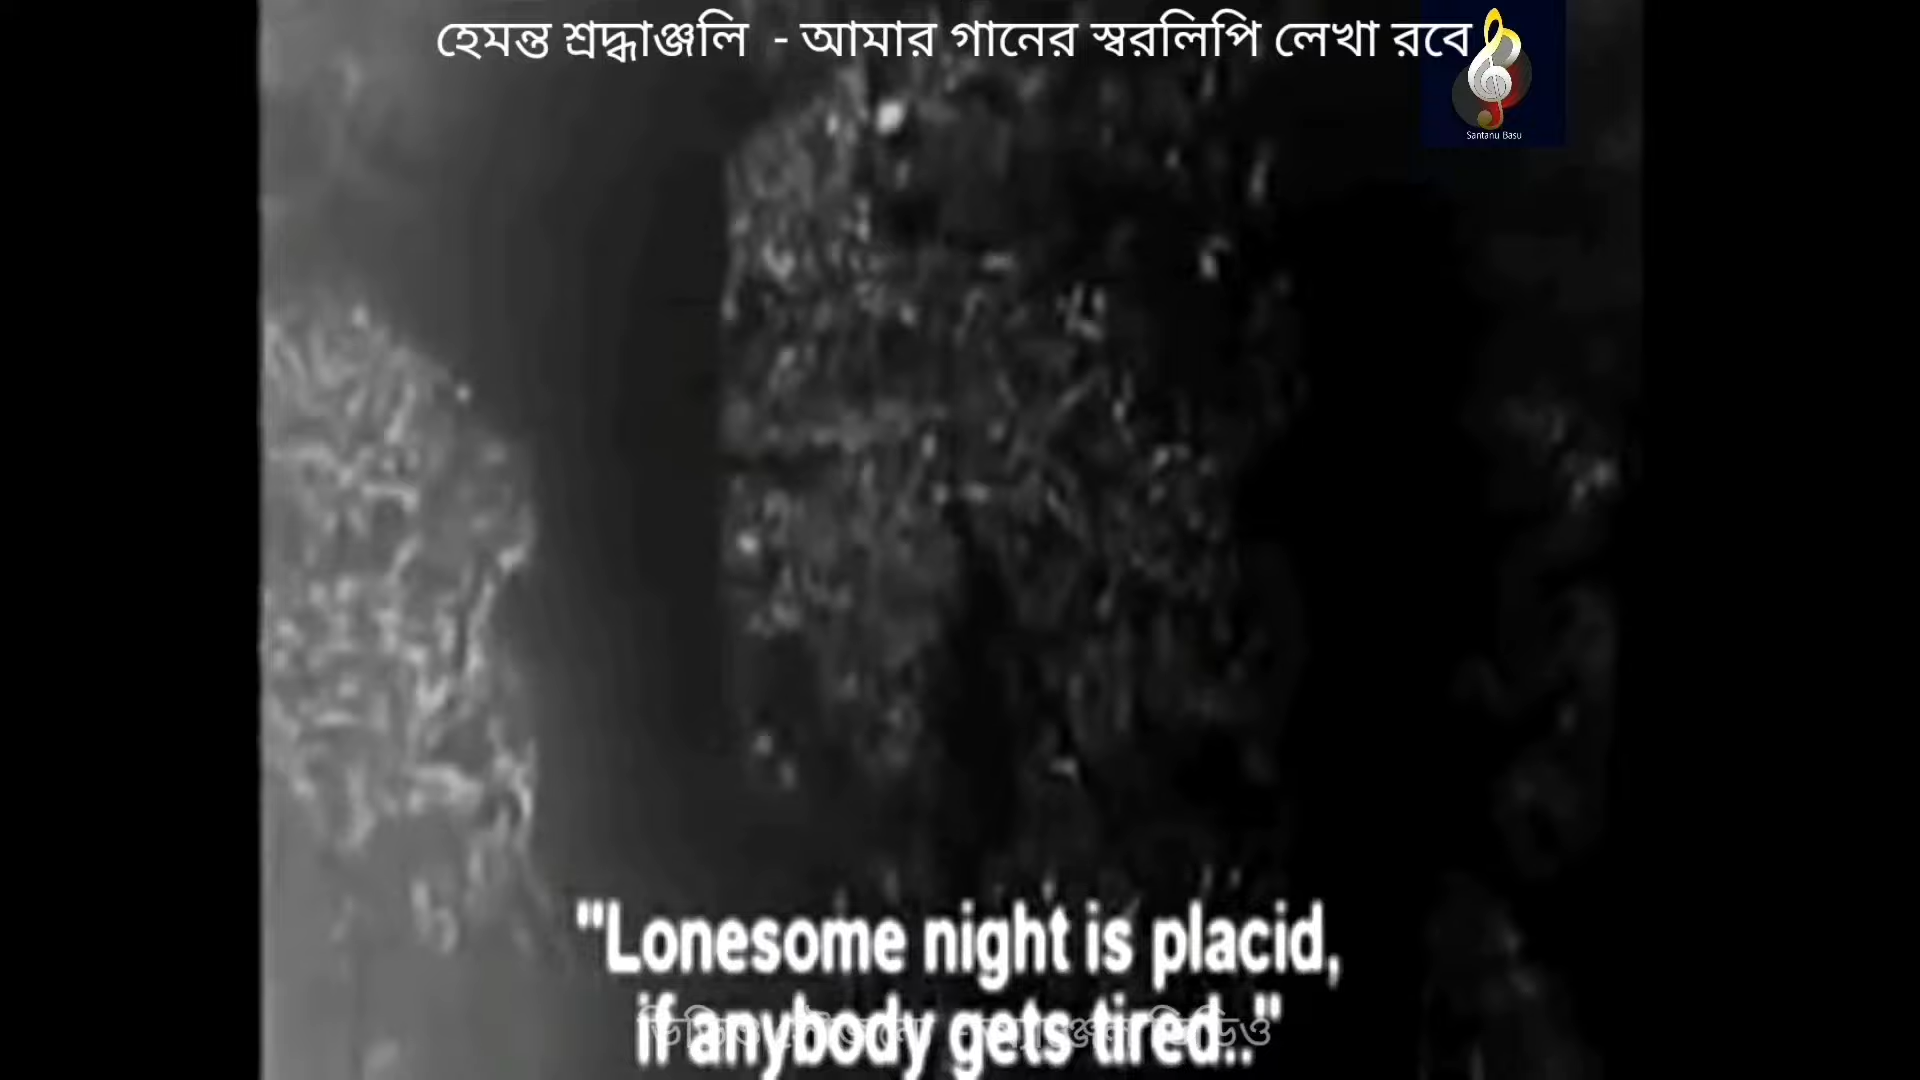 হেমন্ত শ্রদ্ধাঞ্জলি - আমার গানের স্বরলিপি লেখা রবে
Santanu Basu
"Lonesome night is placid,
if anybody gets tired.."